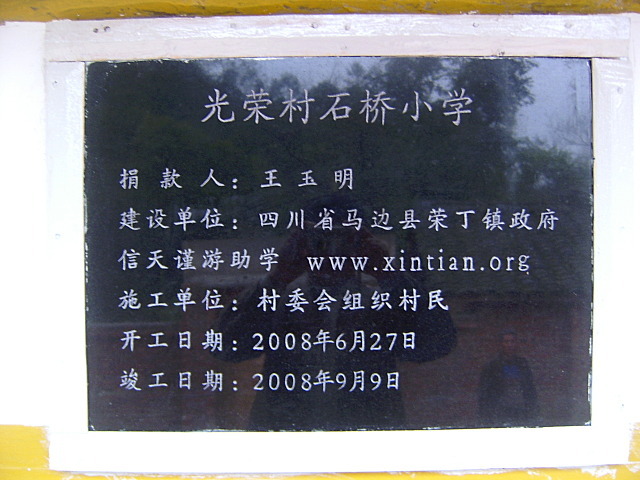 光荣村石桥小学
捐 款 人：王 玉 明
建设单位：四川省马边县荣丁镇政府
信天谨游助学 www.xintian.org
施工单位：村委会组织村民
开工日期：2008年6月27日
竣工日期：2008年9月9日